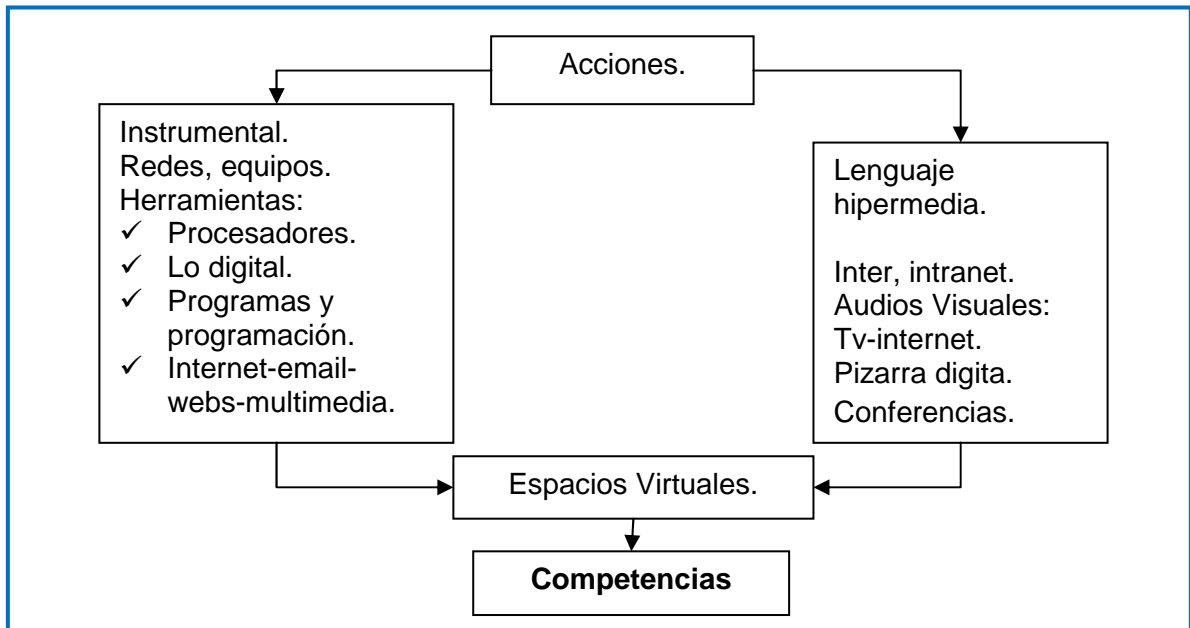 Acciones.
Instrumental.
Redes, equipos.
Herramientas:
✓ Procesadores.
✓ Lo digital.
✓ Programas y
programación.
✓ Internet-email-
webs-multimedia.
Lenguaje
hipermedia.
Inter, intranet.
Audios Visuales:
Tv-internet.
Pizarra digita.
Conferencias.
Espacios Virtuales.
Competencias